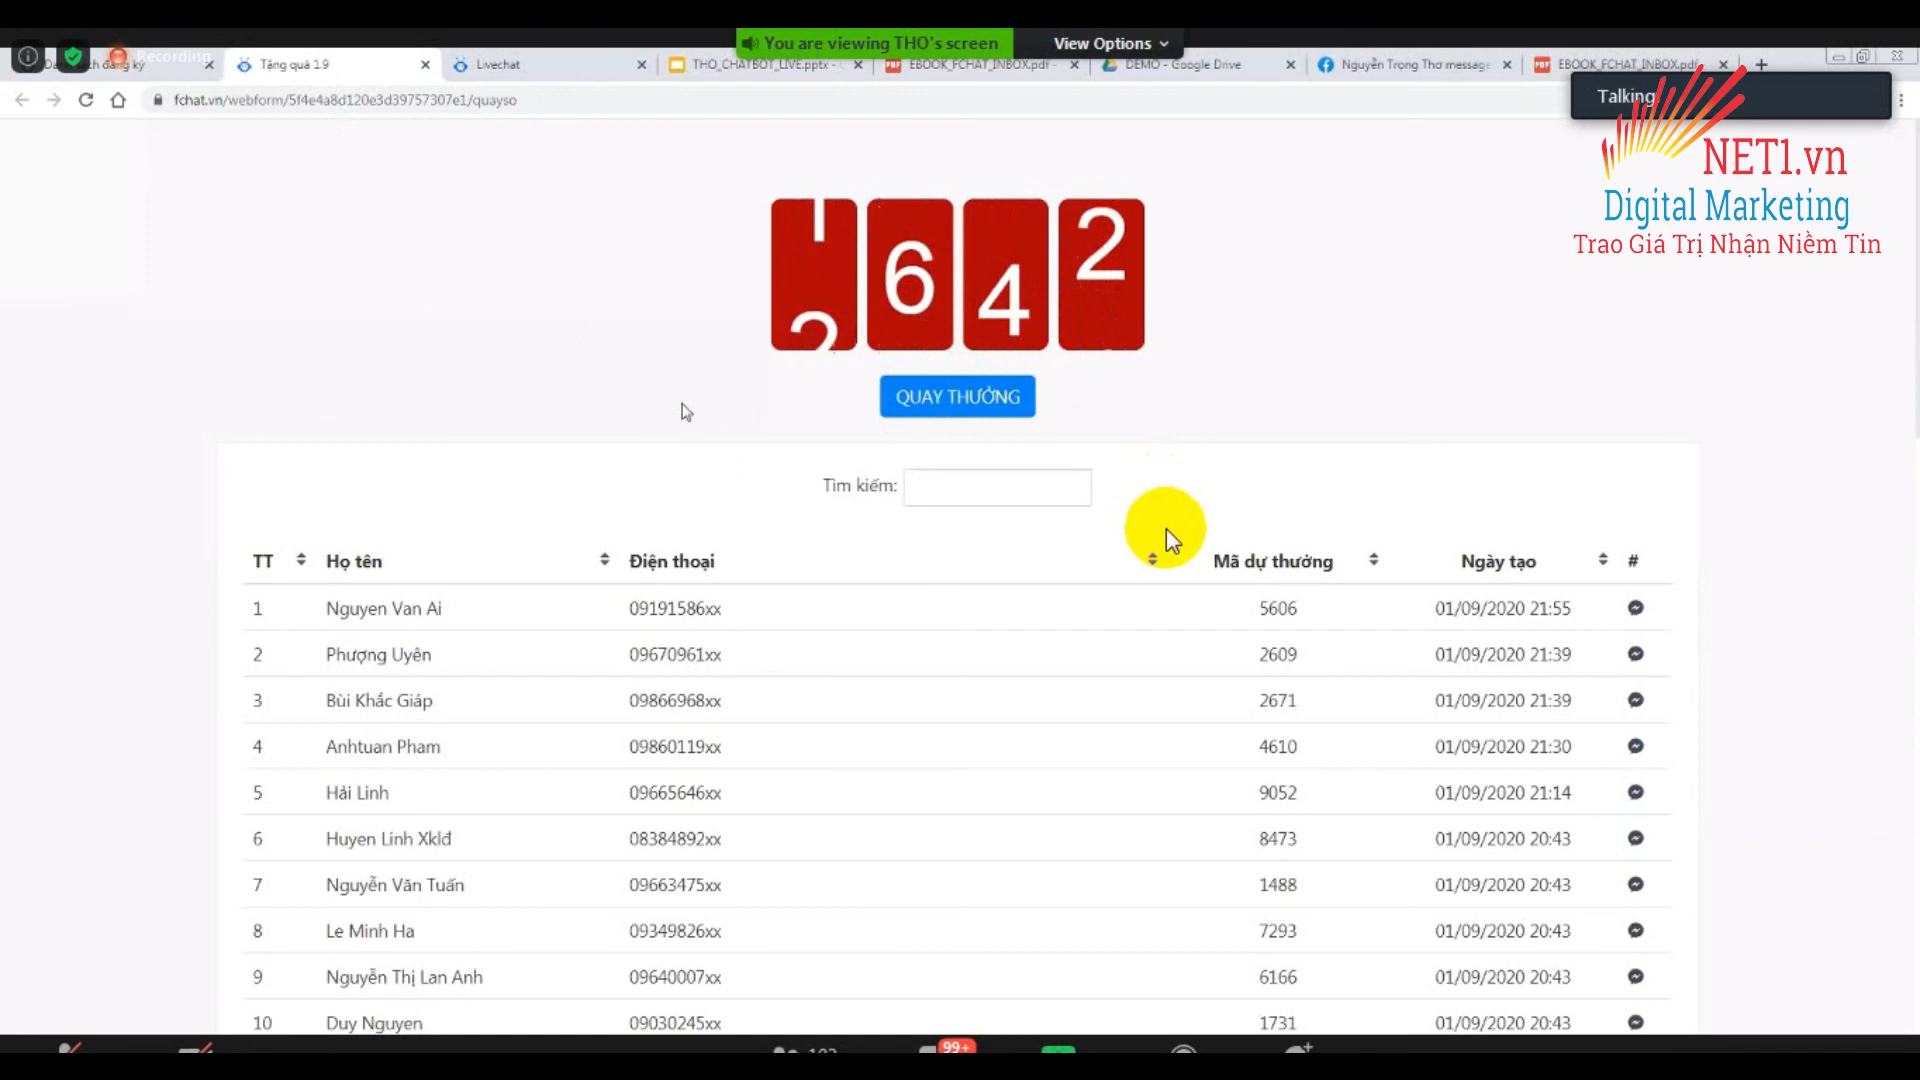 You are viewing THO's screen View Options
Recording
Tặng quà 1.9 Livechat THO_CHATBOT_LIVE.pptx - EBOOK_FCHAT_INBOX.pdf - DEMO - Google Drive Nguyễn Trọng Thơ message EBOOK_FCHAT_INBOX.pdf
fchat.vn/webform/5f4e4a8d120e3d39757307e1/quayso
Talking:
NET1.vn
Digital Marketing
Trao Giá Trị Nhận Niềm Tin
1 6 4 2
2
QUAY THƯỞNG
Tìm kiếm:
TT Họ tên Điện thoại Mã dự thưởng Ngày tạo #
1 Nguyen Van Ai 09191586xx 5606 01/09/2020 21:55
2 Phượng Uyên 09670961xx 2609 01/09/2020 21:39
3 Bùi Khắc Giáp 09866968xx 2671 01/09/2020 21:39
4 Anhtuan Pham 09860119xx 4610 01/09/2020 21:30
5 Hải Linh 09665646xx 9052 01/09/2020 21:14
6 Huyen Linh Xklđ 08384892xx 8473 01/09/2020 20:43
7 Nguyễn Văn Tuấn 09663475xx 1488 01/09/2020 20:43
8 Le Minh Ha 09349826xx 7293 01/09/2020 20:43
9 Nguyễn Thị Lan Anh 09640007xx 6166 01/09/2020 20:43
10 Duy Nguyen 09030245xx 1731 01/09/2020 20:43
99+